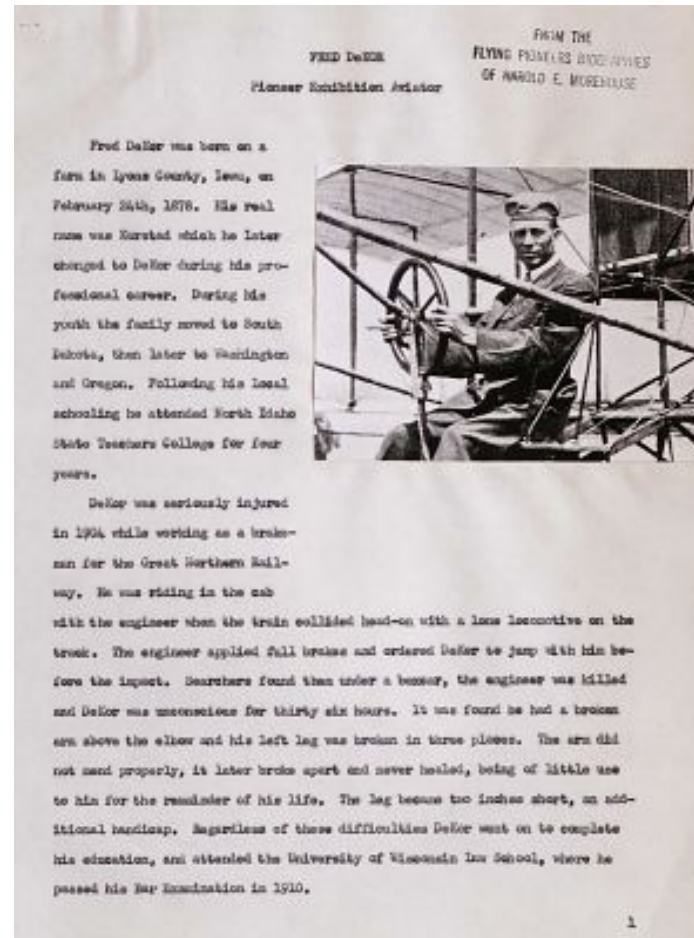 FROM THE
FLYING PIONEERS BIOGRAPHIES
OF HAROLD E. MOREHOUSE
FRED DeKOR
Pioneer Exhibition Aviator
Fred DeKor was born on a
farm in Lyons County, Iowa, on
February 24th, 1878. His real
name was Kerstad which he later
changed to DeKor during his pro-
fessional career. During his
youth the family moved to South
Dakota, then later to Washington
and Oregon. Following his local
schooling he attended North Idaho
State Teachers College for four
years.
DeKor was seriously injured
in 1904 while working as a brake-
man for the Great Northern Rail-
way. He was riding in the cab
with the engineer when the train collided head-on with a lone locomotive on the
track. The engineer applied full brakes and ordered DeKor to jump with him be-
fore the impact. Searchers found them under a boxcar, the engineer was killed
and DeKor was unconscious for thirty six hours. It was found he had a broken
arm above the elbow and his left leg was broken in three places. The arm did
not mend properly, it later broke apart and never healed, being of little use
to him for the remainder of his life. The leg became two inches short, an add-
itional handicap. Regardless of these difficulties DeKor went on to complete
his education, and attended the University of Wisconsin Law School, where he
passed his Bar Examination in 1910.
1